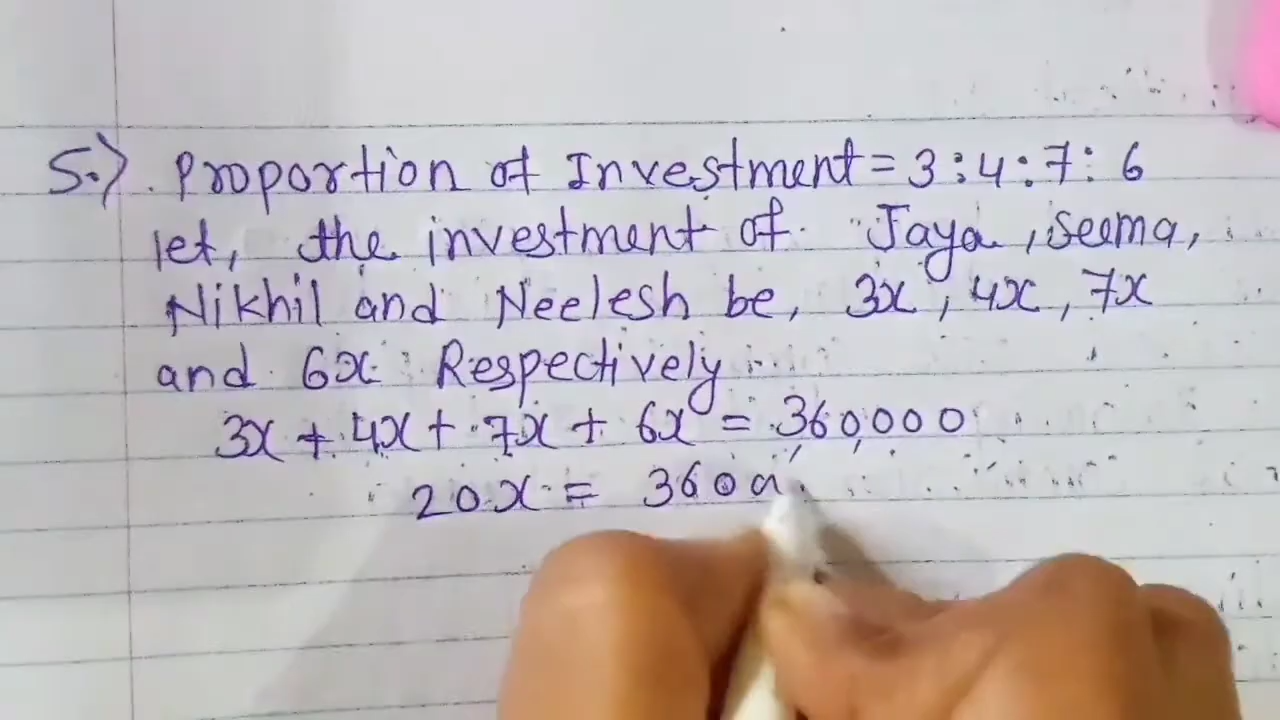 5.) Proportion of Investment = 3:4:7:6
let, the investment of Jaya, Seema,
Nikhil and Neelesh be, 3x, 4x, 7x
and 6x Respectively
3x + 4x + 7x + 6x = 360,000
20x = 3600